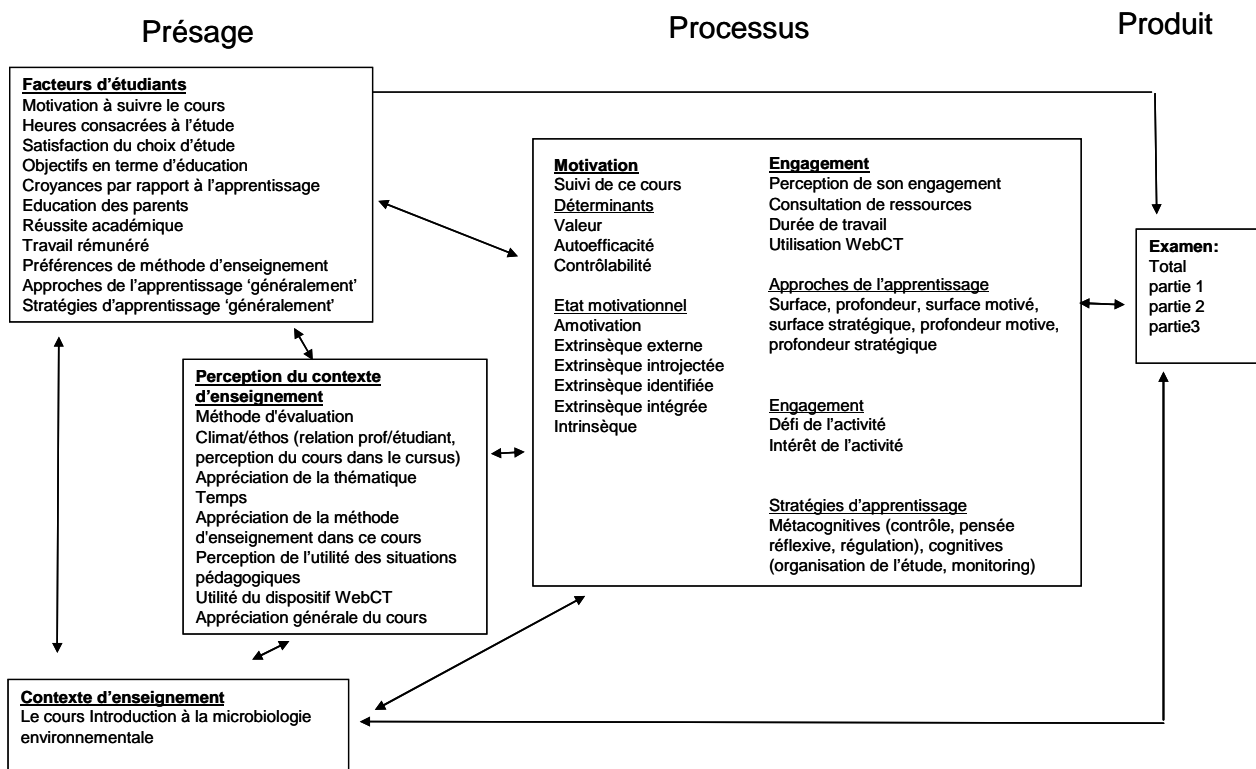 Présage
Processus
Produit
Facteurs d'étudiants
Motivation à suivre le cours
Heures consacrées à l'étude
Satisfaction du choix d'étude
Objectifs en terme d'éducation
Croyances par rapport à l'apprentissage
Education des parents
Réussite académique
Travail rémunéré
Préférences de méthode d'enseignement
Approches de l'apprentissage 'généralement'
Stratégies d'apprentissage 'généralement'
Perception du contexte
d'enseignement
Méthode d'évaluation
Climat/éthos (relation prof/étudiant,
perception du cours dans le cursus)
Appréciation de la thématique
Temps
Appréciation de la méthode
d'enseignement dans ce cours
Perception de l'utilité des situations
pédagogiques
Utilité du dispositif WebCT
Appréciation générale du cours
Contexte d'enseignement
Le cours Introduction à la microbiologie
environnementale
Motivation
Suivi de ce cours
Déterminants
Valeur
Autoefficacité
Contrôlabilité
Etat motivationnel
Amotivation
Extrinsèque externe
Extrinsèque introjectée
Extrinsèque identifiée
Extrinsèque intégrée
Intrinsèque
Engagement
Perception de son engagement
Consultation de ressources
Durée de travail
Utilisation WebCT
Approches de l'apprentissage
Surface, profondeur, surface motivé,
surface stratégique, profondeur motive,
profondeur stratégique
Engagement
Défi de l'activité
Intérêt de l'activité
Stratégies d'apprentissage
Métacognitives (contrôle, pensée
réflexive, régulation), cognitives
(organisation de l'étude, monitoring)
Examen:
Total
partie 1
partie 2
partie3